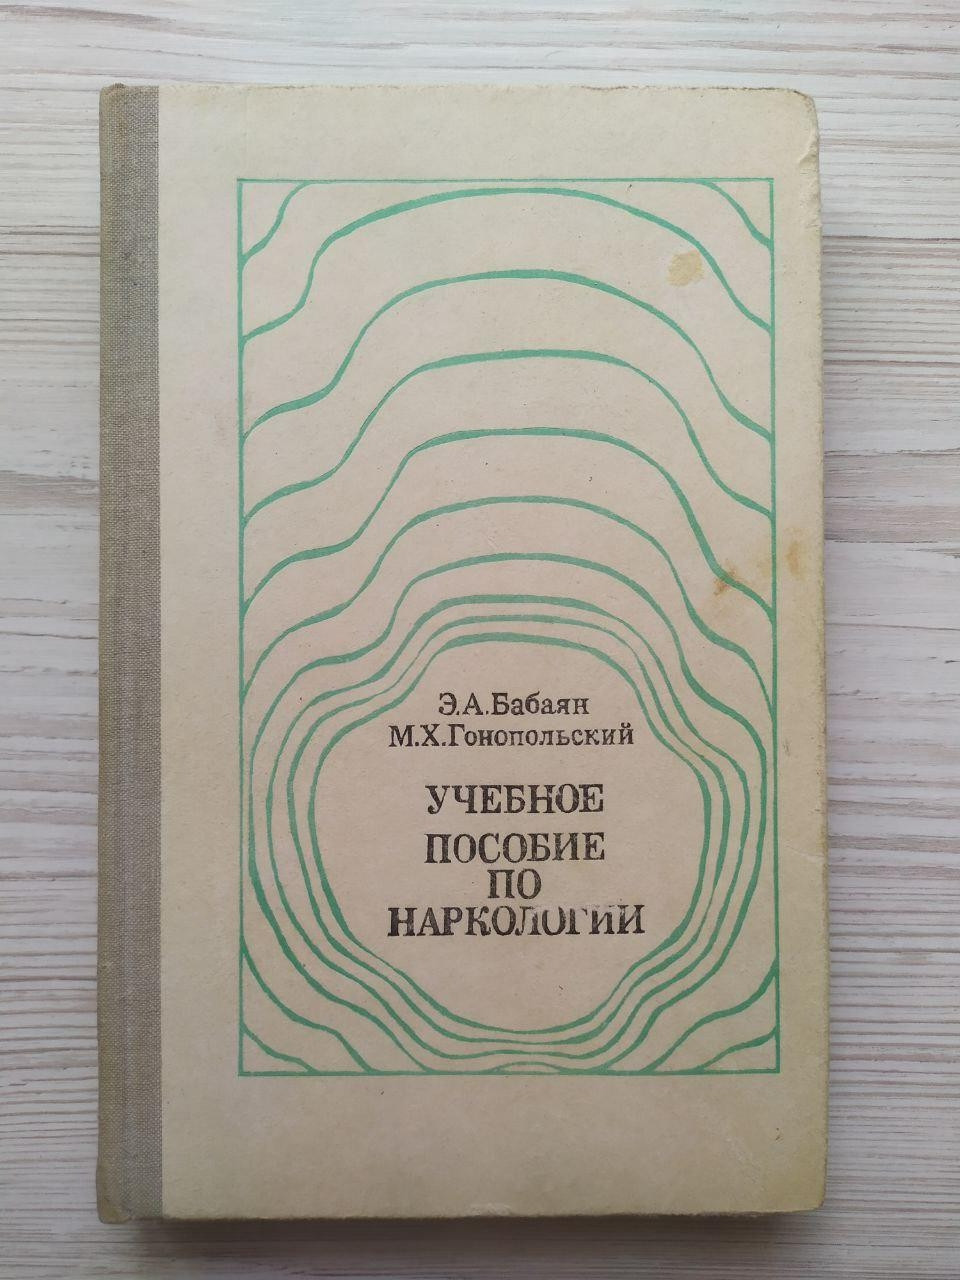 Э.А.Бабаян
М.Х.Гонопольский
УЧЕБНОЕ
ПОСОБИЕ
ПО
НАРКОЛОГИИ